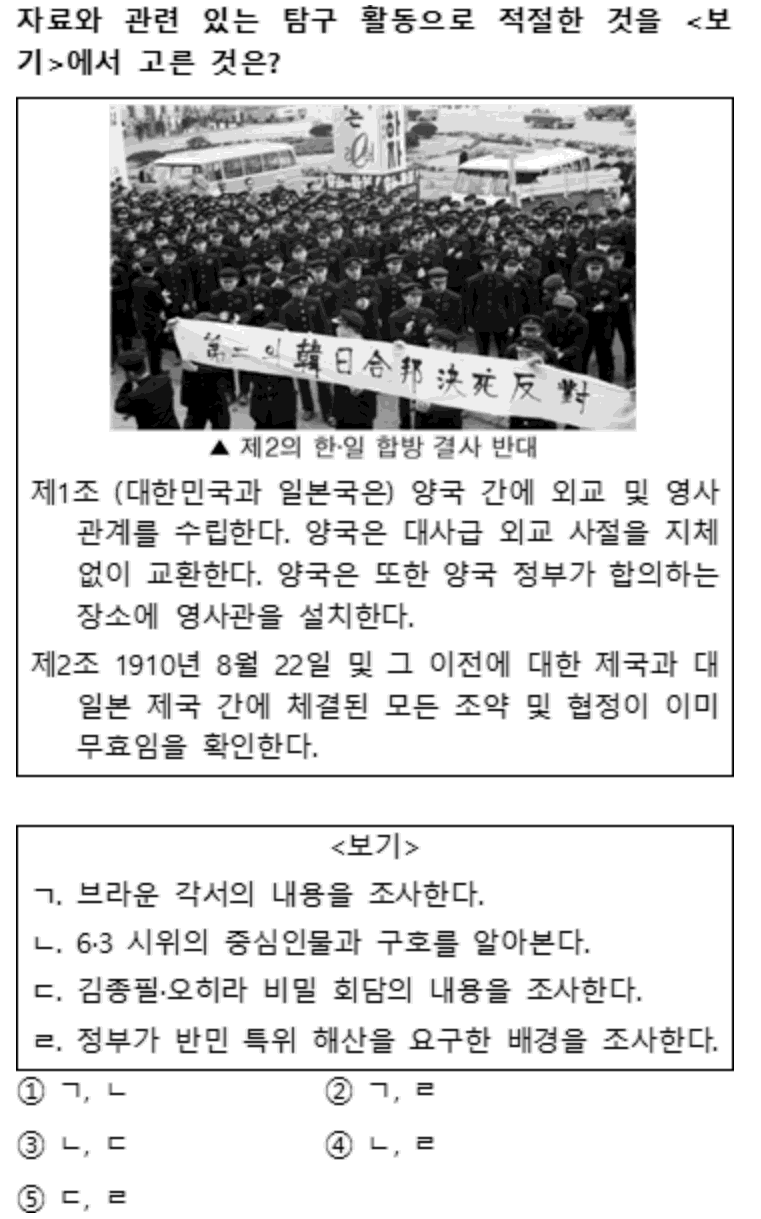 자료와 관련 있는 탐구 활동으로 적절한 것을 <보
기>에서 고른 것은?
는
하자
第二의 韓日合邦決死反對
▲ 제2의 한·일 합방 결사 반대
제1조 (대한민국과 일본국은) 양국 간에 외교 및 영사
관계를 수립한다. 양국은 대사급 외교 사절을 지체
없이 교환한다. 양국은 또한 양국 정부가 합의하는
장소에 영사관을 설치한다.
제2조 1910년 8월 22일 및 그 이전에 대한 제국과 대
일본 제국 간에 체결된 모든 조약 및 협정이 이미
무효임을 확인한다.
<보기>
ㄱ. 브라운 각서의 내용을 조사한다.
ㄴ. 6·3 시위의 중심인물과 구호를 알아본다.
ㄷ. 김종필·오히라 비밀 회담의 내용을 조사한다.
ㄹ. 정부가 반민 특위 해산을 요구한 배경을 조사한다.
① ㄱ, ㄴ ② ㄱ, ㄹ
③ ㄴ, ㄷ ④ ㄴ, ㄹ
⑤ ㄷ, ㄹ